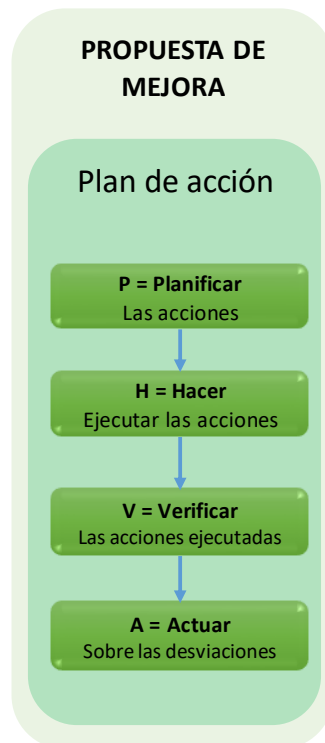 PROPUESTA DE
MEJORA
Plan de acción
P = Planificar
Las acciones
H = Hacer
Ejecutar las acciones
V = Verificar
Las acciones ejecutadas
A = Actuar
Sobre las desviaciones